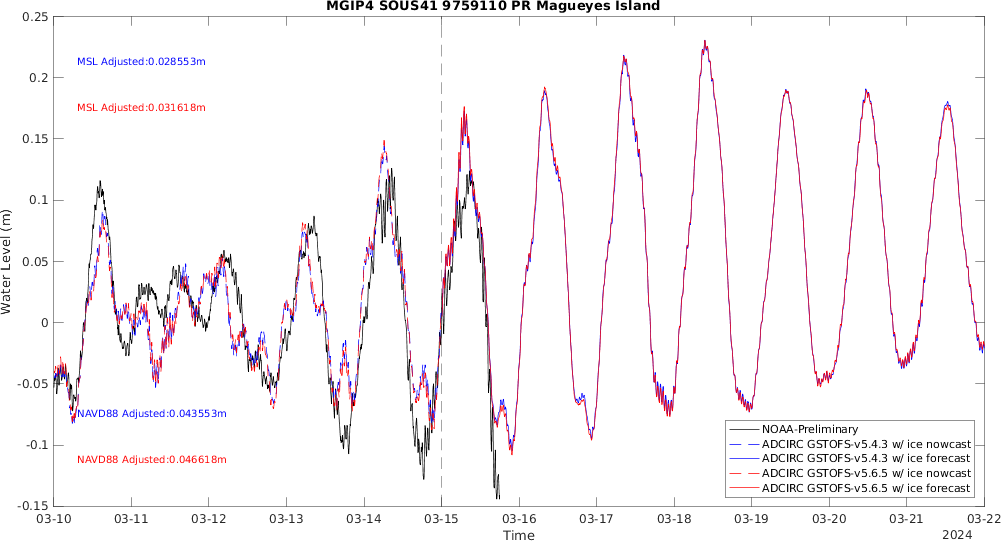 MGIP4 SOUS41 9759110 PR Magueyes Island
0.25
0.2
0.15
0.1
0.05
0
-0.05
-0.1
-0.15
Water Level (m)
MSL Adjusted:0.028553m
MSL Adjusted:0.031618m
NAVD88 Adjusted:0.043553m
NAVD88 Adjusted:0.046618m
NOAA-Preliminary
ADCIRC GSTOFS-v5.4.3 w/ ice nowcast
ADCIRC GSTOFS-v5.4.3 w/ ice forecast
ADCIRC GSTOFS-v5.6.5 w/ ice nowcast
ADCIRC GSTOFS-v5.6.5 w/ ice forecast
03-10 03-11 03-12 03-13 03-14 03-15 03-16 03-17 03-18 03-19 03-20 03-21 03-22
Time
2024